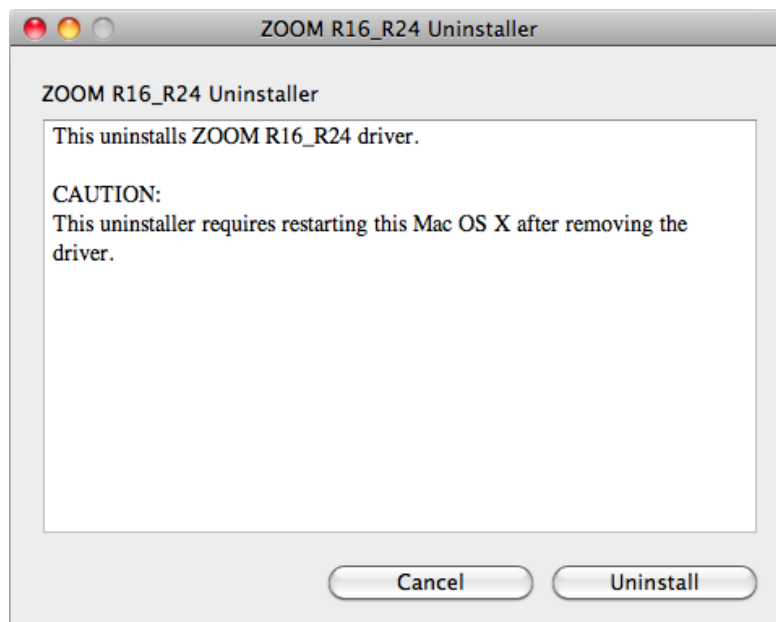 ZOOM R16_R24 Uninstaller
ZOOM R16_R24 Uninstaller
This uninstalls ZOOM R16_R24 driver.
CAUTION:
This uninstaller requires restarting this Mac OS X after removing the
driver.
Cancel
Uninstall